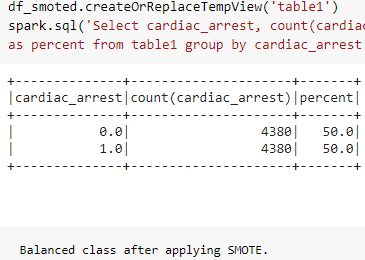 df_smoted.createOrReplaceTempView('table1')
spark.sql('Select cardiac_arrest, count(cardiac
as percent from table1 group by cardiac_arrest
+--------------+---------------------+-------+
|cardiac_arrest|count(cardiac_arrest)|percent|
+--------------+---------------------+-------+
|           0.0|                 4380|   50.0|
|           1.0|                 4380|   50.0|
+--------------+---------------------+-------+
Balanced class after applying SMOTE.